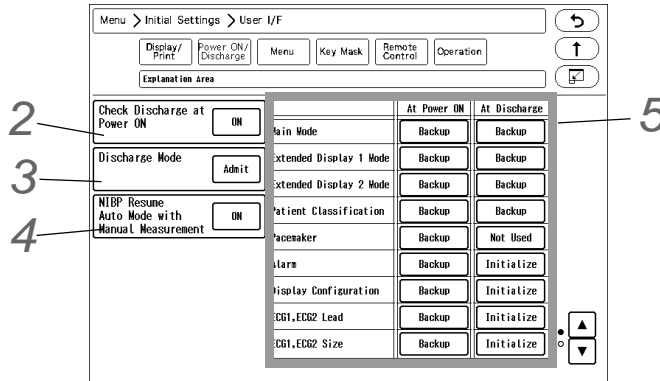 Menu > Initial Settings > User I/F
Display/ Print
Power ON/ Discharge
Menu
Key Mask
Remote Control
Operation
Explanation Area
2
Check Discharge at Power ON
ON
3
Discharge Mode
Admit
4
NIBP Resume
Auto Mode with
Manual Measurement
ON
At Power ON At Discharge
Main Mode Backup Backup
Extended Display 1 Mode Backup Backup
Extended Display 2 Mode Backup Backup
Patient Classification Backup Backup
Pacemaker Backup Not Used
Alarm Backup Initialize
Display Configuration Backup Initialize
ECG1,ECG2 Lead Backup Initialize
ECG1,ECG2 Size Backup Initialize
5